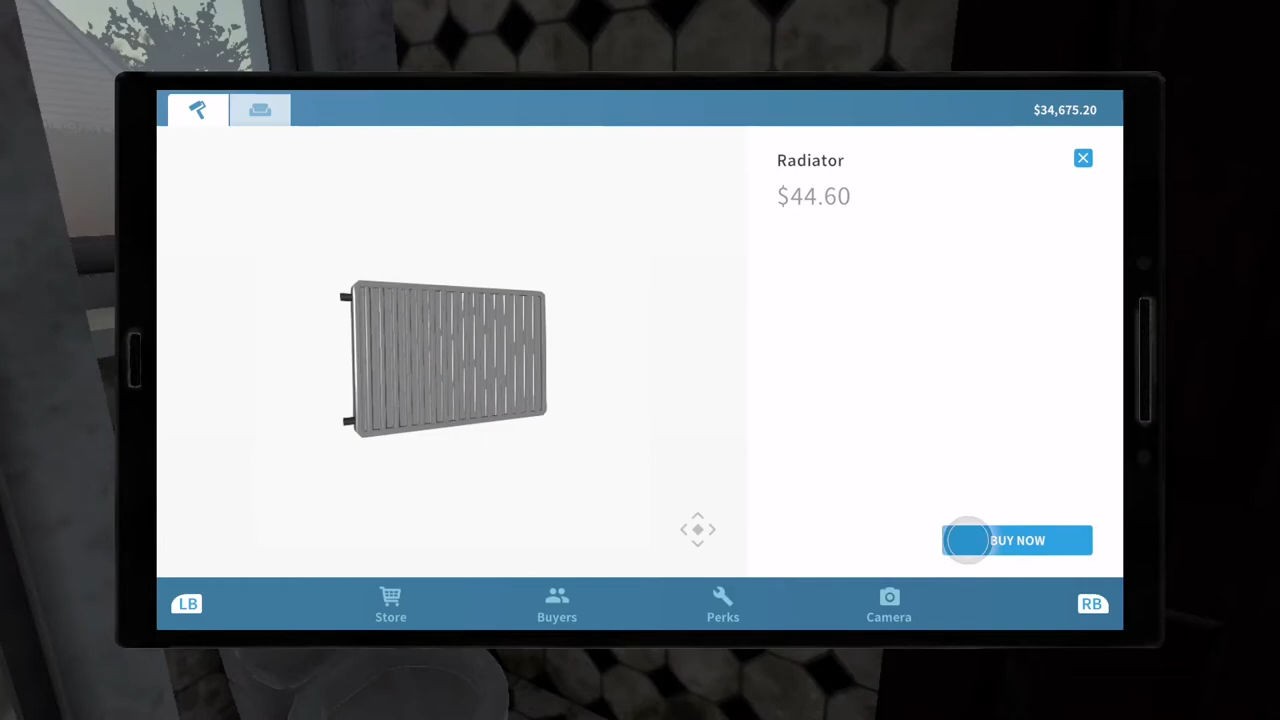 $34,675.20
Radiator
$44.60
BUY NOW
LB
Store
Buyers
Perks
Camera
RB